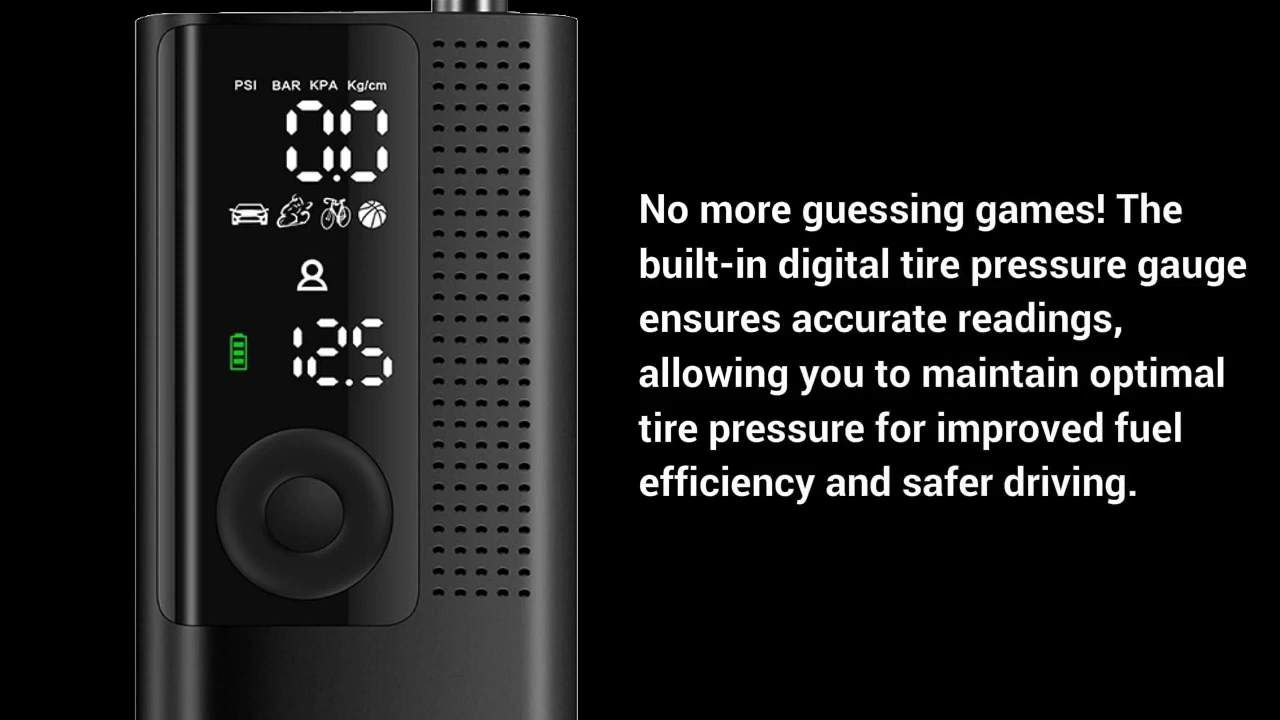 PSI BAR KPA Kg/cm
0.0
12.5
No more guessing games! The
built-in digital tire pressure gauge
ensures accurate readings,
allowing you to maintain optimal
tire pressure for improved fuel
efficiency and safer driving.